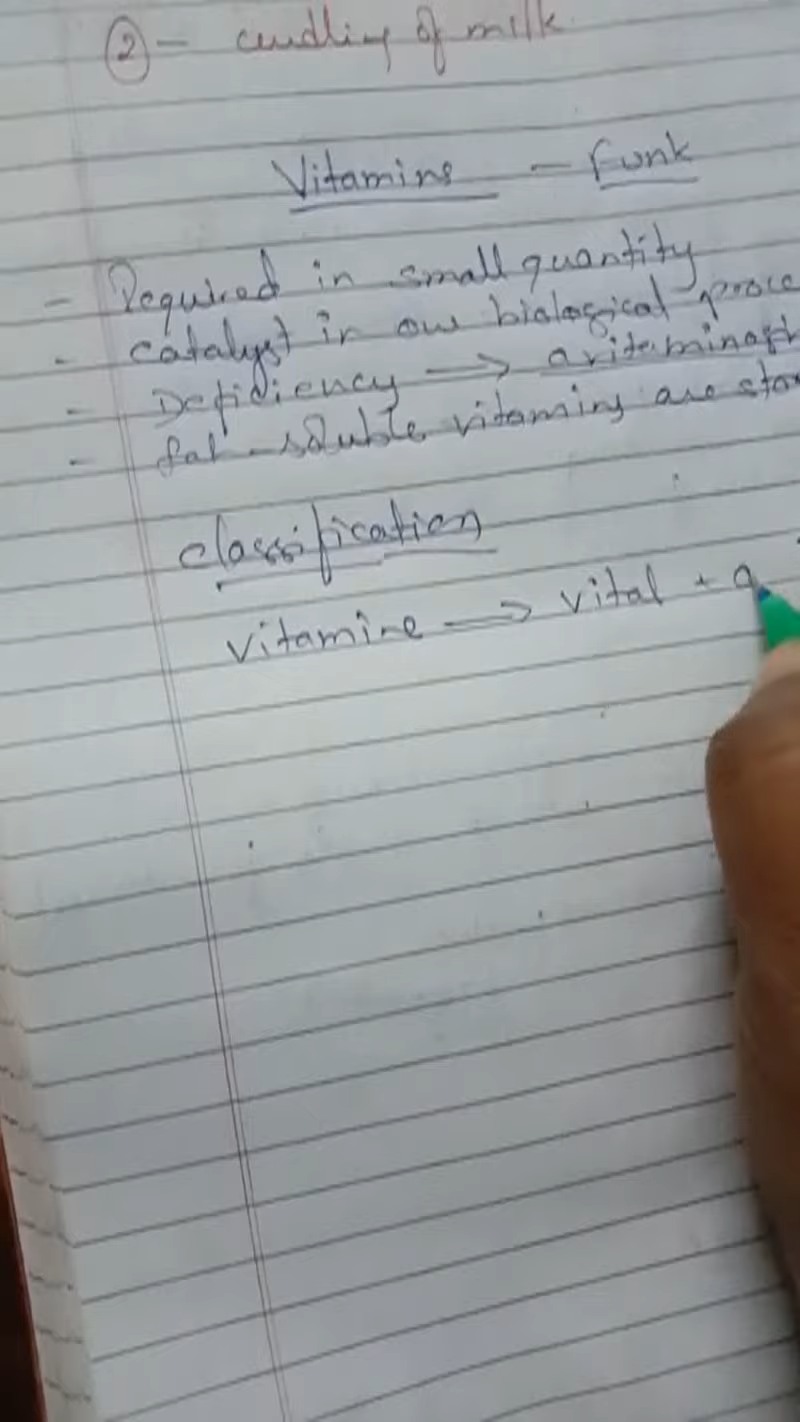 ② - curdling of milk
Vitamins - Funk
- Required in small quantity
- catalyst in our biological proce
- Deficiency → avitaminos
- fat-soluble vitamins are sto
classification
vitamine → vital + a